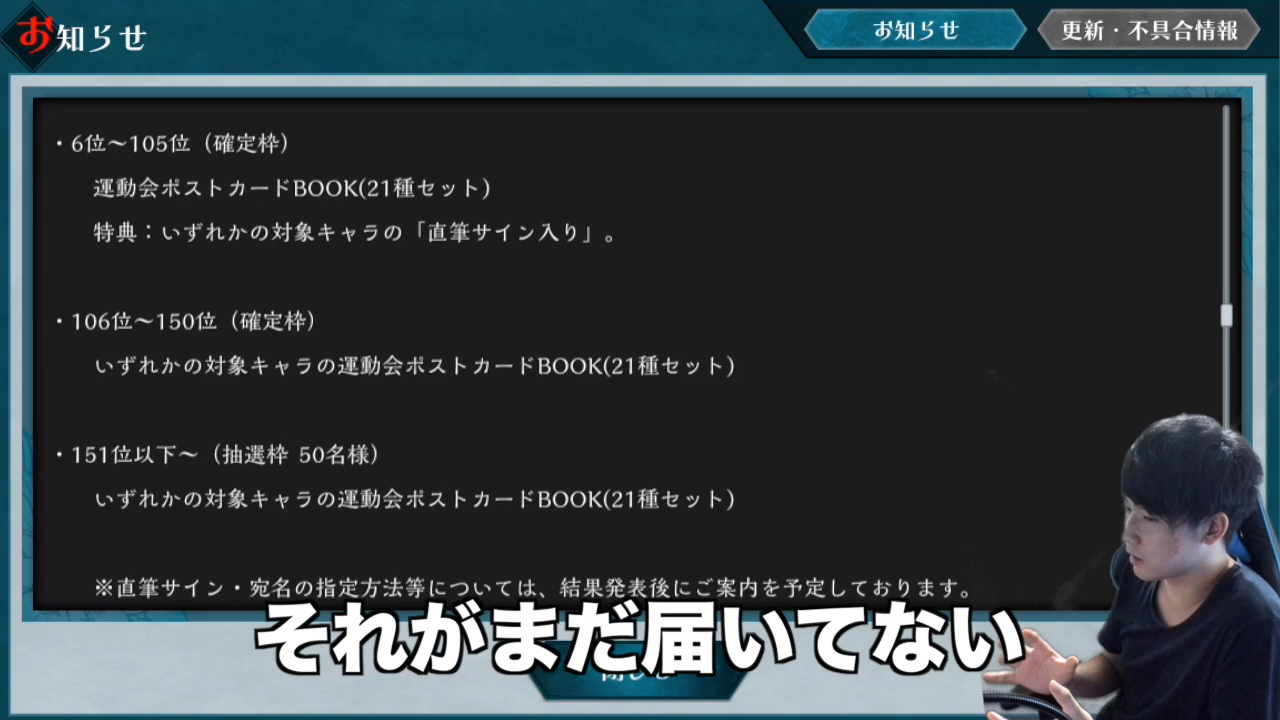 お知らせ
お知らせ
更新・不具合情報
・6位～105位（確定枠）
運動会ポストカードBOOK(21種セット)
特典：いずれかの対象キャラの「直筆サイン入り」。
・106位～150位（確定枠）
いずれかの対象キャラの運動会ポストカードBOOK(21種セット)
・151位以下～（抽選枠 50名様）
いずれかの対象キャラの運動会ポストカードBOOK(21種セット)
※直筆サイン・宛名の指定方法等については、結果発表後にご案内を予定しております。
それがまだ届いてない